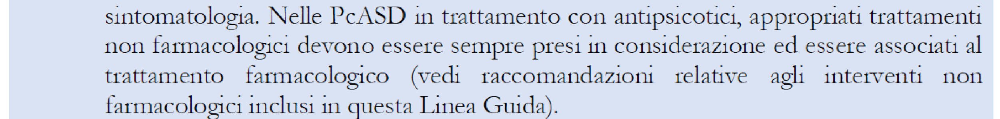 sintomatologia. Nelle PcASD in trattamento con antipsicotici, appropriati trattamenti
non farmacologici devono essere sempre presi in considerazione ed essere associati al
trattamento farmacologico (vedi raccomandazioni relative agli interventi non
farmacologici inclusi in questa Linea Guida).